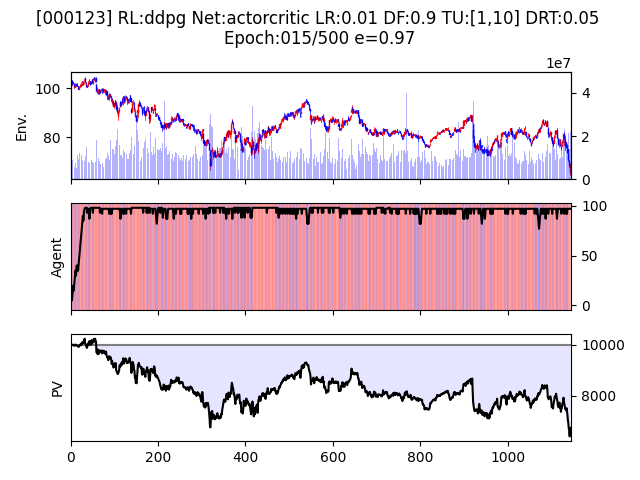 [000123] RL:ddpg Net:actorcritic LR:0.01 DF:0.9 TU:[1,10] DRT:0.05
Epoch:015/500 e=0.97
1e7
100
80
Env.
4
2
0
Agent
100
50
0
PV
10000
8000
0 200 400 600 800 1000